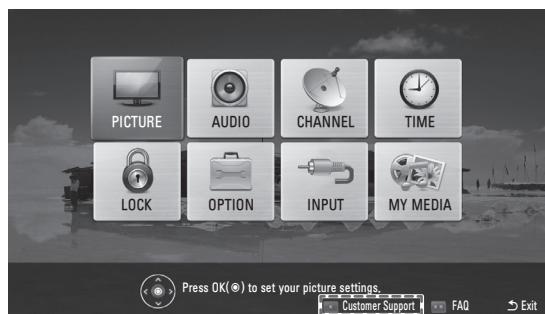 PICTURE AUDIO CHANNEL TIME
LOCK OPTION INPUT MY MEDIA
Press OK(◉) to set your picture settings.
Customer Support FAQ Exit